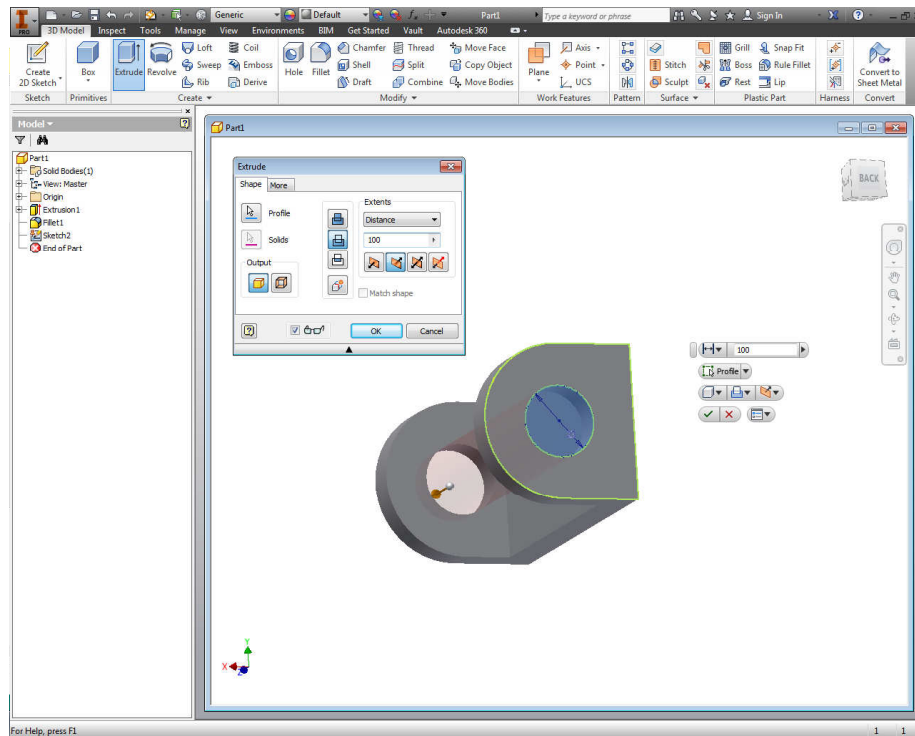 Generic
Default
Part1
Type a keyword or phrase
Sign In
PRO
3D Model Inspect Tools Manage View Environments BIM Get Started Vault Autodesk 360
Loft Coil Chamfer Thread Move Face Axis Grill Snap Fit
Create 2D Sketch Box Extrude Revolve Sweep Emboss Hole Fillet Shell Split Copy Object Plane Point Stitch Boss Rule Fillet Convert to Sheet Metal
Rib Derive Draft Combine Move Bodies UCS Sculpt Rest Lip
Sketch Primitives Create Modify Work Features Pattern Surface Plastic Part Harness Convert
Model
Part1
Solid Bodies(1)
View: Master
Origin
Extrusion1
Fillet1
Sketch2
End of Part
Part1
BACK
Extrude
Shape More
Extents
Profile
Distance
Solids
100
Output
Match shape
OK Cancel
100
Profile
Y
X
Z
For Help, press F1
1 1